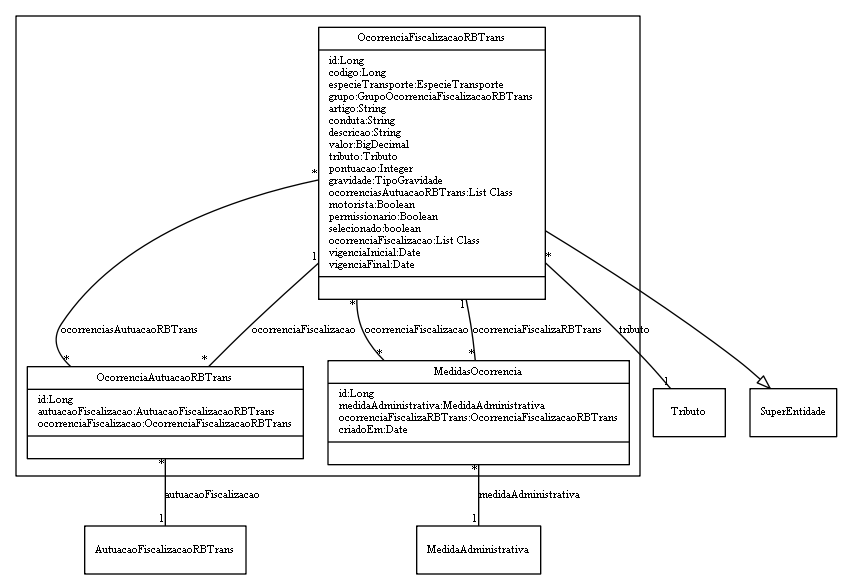 OcorrenciaFiscalizacaoRBTrans
id:Long
codigo:Long
especieTransporte:EspecieTransporte
grupo:GrupoOcorrenciaFiscalizacaoRBTrans
artigo:String
conduta:String
descricao:String
valor:BigDecimal
tributo:Tributo
pontuacao:Integer
gravidade:TipoGravidade
ocorrenciasAutuacaoRBTrans:List Class
motorista:Boolean
permissionario:Boolean
selecionado:boolean
ocorrenciaFiscalizacao:List Class
vigenciaInicial:Date
vigenciaFinal:Date
*
1
*
*
1
ocorrenciasAutuacaoRBTrans
ocorrenciaFiscalizacao
ocorrenciaFiscalizacao
ocorrenciaFiscalizaRBTrans
tributo
*
*
*
*
1
OcorrenciaAutuacaoRBTrans
id:Long
autuacaoFiscalizacao:AutuacaoFiscalizacaoRBTrans
ocorrenciaFiscalizacao:OcorrenciaFiscalizacaoRBTrans
MedidasOcorrencia
id:Long
medidaAdministrativa:MedidaAdministrativa
ocorrenciaFiscalizaRBTrans:OcorrenciaFiscalizacaoRBTrans
criadoEm:Date
Tributo
SuperEntidade
*
*
autuacaoFiscalizacao
medidaAdministrativa
1
1
AutuacaoFiscalizacaoRBTrans
MedidaAdministrativa